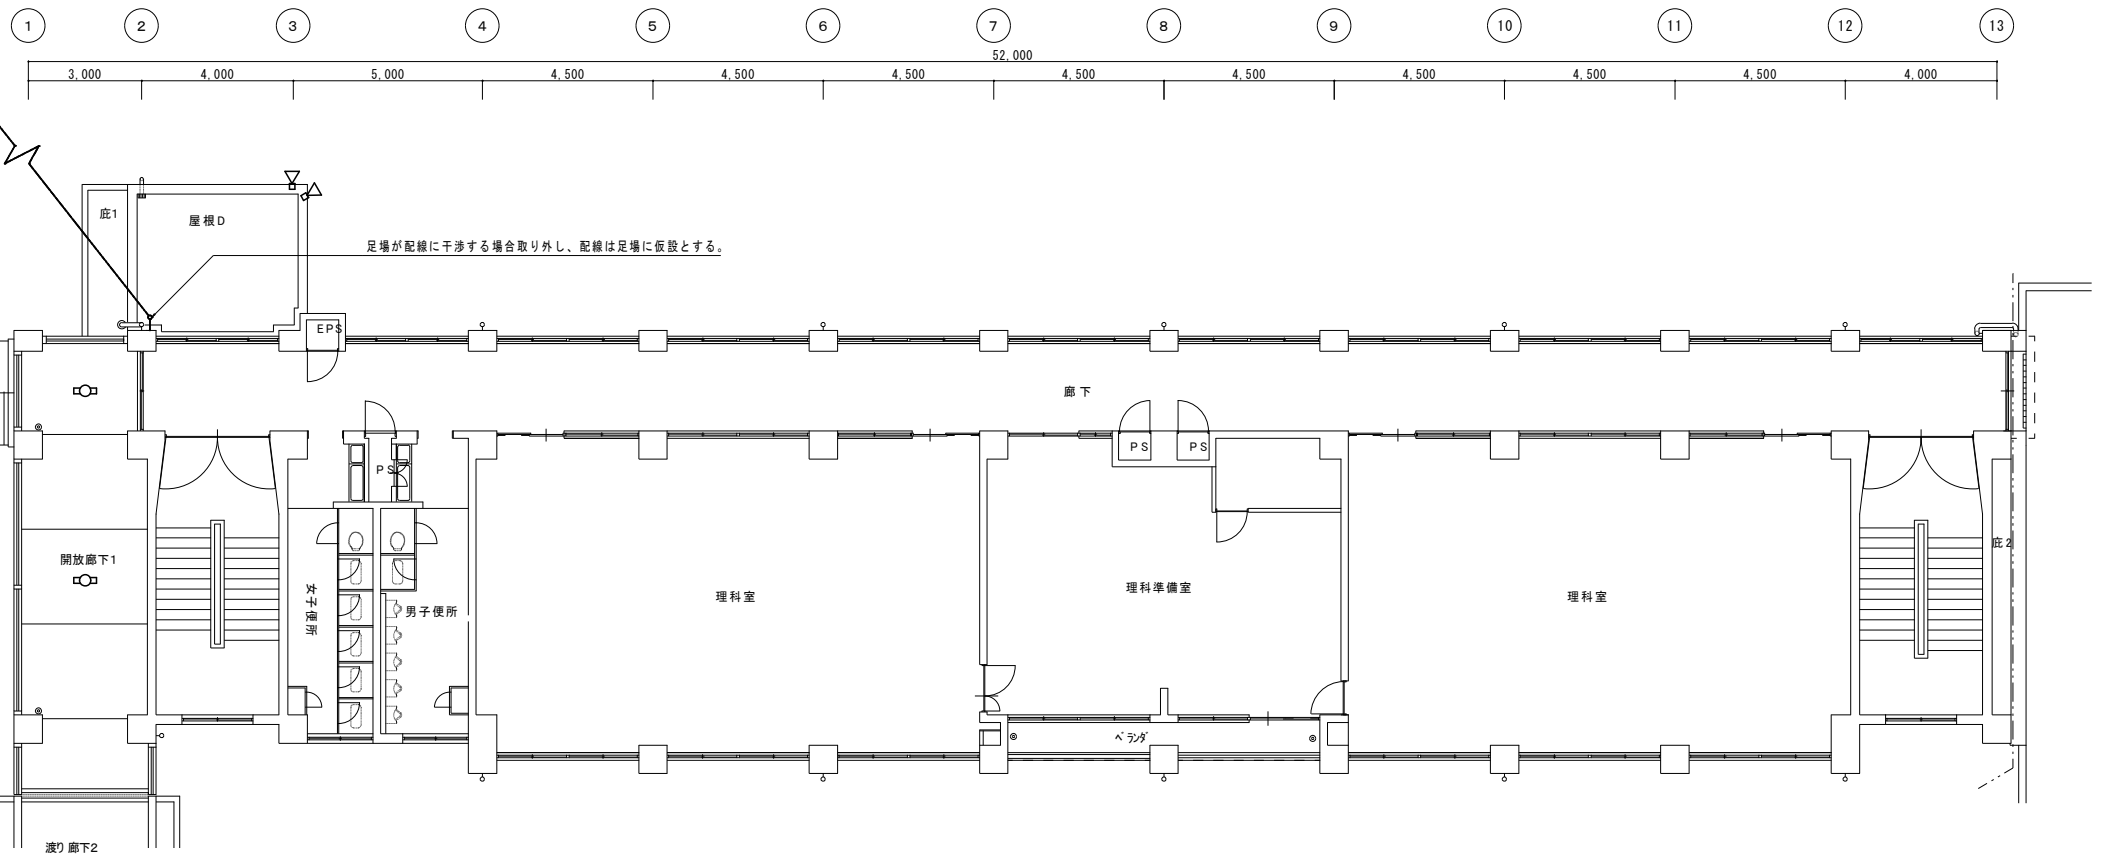 1 2 3 4 5 6 7 8 9 10 11 12 13
52,000
3,000 4,000 5,000 4,500 4,500 4,500 4,500 4,500 4,500 4,500 4,500 4,000
庇1
屋根D
足場が配線に干渉する場合取り外し、配線は足場に仮設とする。
EPS
廊下
PS
PS
PS
庇2
開放廊下1
女子便所
男子便所
理科室
理科準備室
理科室
ベランダ
渡り廊下2